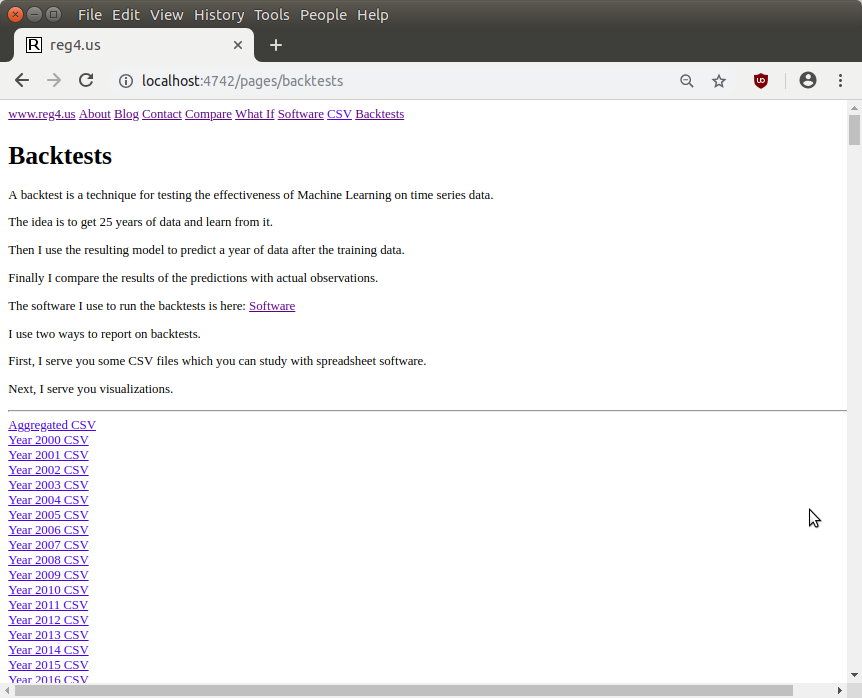 File Edit View History Tools People Help
R reg4.us
localhost:4742/pages/backtests
www.reg4.us About Blog Contact Compare What If Software CSV Backtests
Backtests
A backtest is a technique for testing the effectiveness of Machine Learning on time series data.
The idea is to get 25 years of data and learn from it.
Then I use the resulting model to predict a year of data after the training data.
Finally I compare the results of the predictions with actual observations.
The software I use to run the backtests is here: Software
I use two ways to report on backtests.
First, I serve you some CSV files which you can study with spreadsheet software.
Next, I serve you visualizations.
Aggregated CSV
Year 2000 CSV
Year 2001 CSV
Year 2002 CSV
Year 2003 CSV
Year 2004 CSV
Year 2005 CSV
Year 2006 CSV
Year 2007 CSV
Year 2008 CSV
Year 2009 CSV
Year 2010 CSV
Year 2011 CSV
Year 2012 CSV
Year 2013 CSV
Year 2014 CSV
Year 2015 CSV
Year 2016 CSV